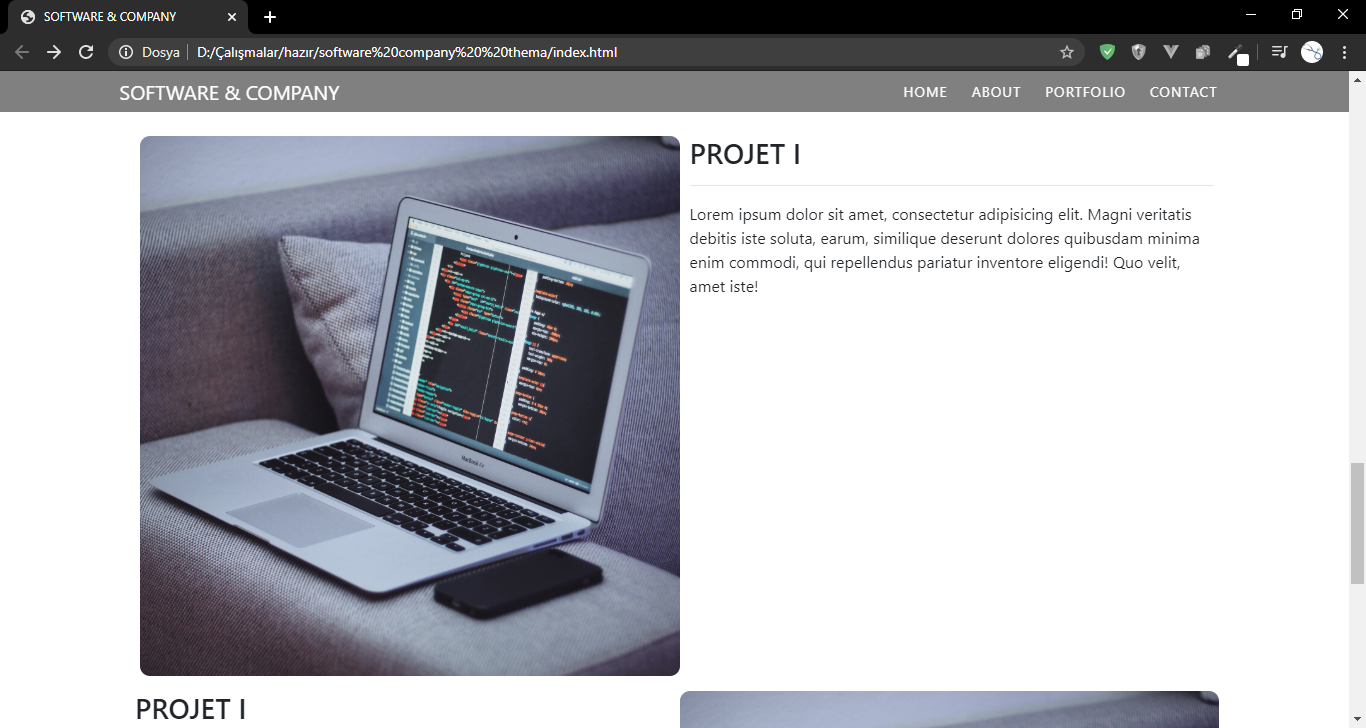 SOFTWARE & COMPANY
Dosya
D:/Çalışmalar/hazır/software%20company%20%20thema/index.html
SOFTWARE & COMPANY
HOME ABOUT PORTFOLIO CONTACT
PROJET I
Lorem ipsum dolor sit amet, consectetur adipisicing elit. Magni veritatis
debitis iste soluta, earum, similique deserunt dolores quibusdam minima
enim commodi, qui repellendus pariatur inventore eligendi! Quo velit,
amet iste!
MacBook Air
PROJET I